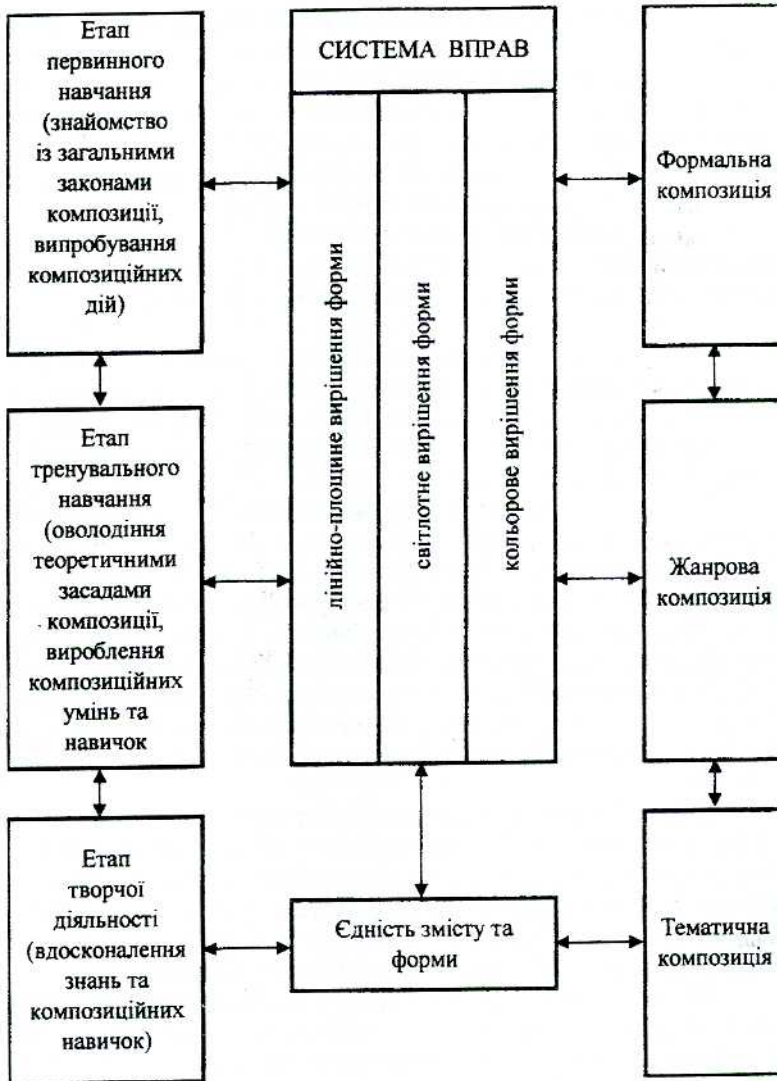 Етап
первинного
навчання
(знайомство
із загальними
законами
композиції,
випробування
композиційних
дій)
СИСТЕМА ВПРАВ
лінійно-площине вирішення форми
світлотне вирішення форми
кольорове вирішення форми
Формальна
композиція
Етап
тренувального
навчання
(оволодіння
теоретичними
засадами
композиції,
вироблення
композиційних
умінь та
навичок
Жанрова
композиція
Етап
творчої
діяльності
(вдосконалення
знань та
композиційних
навичок)
Єдність змісту та
форми
Тематична
композиція